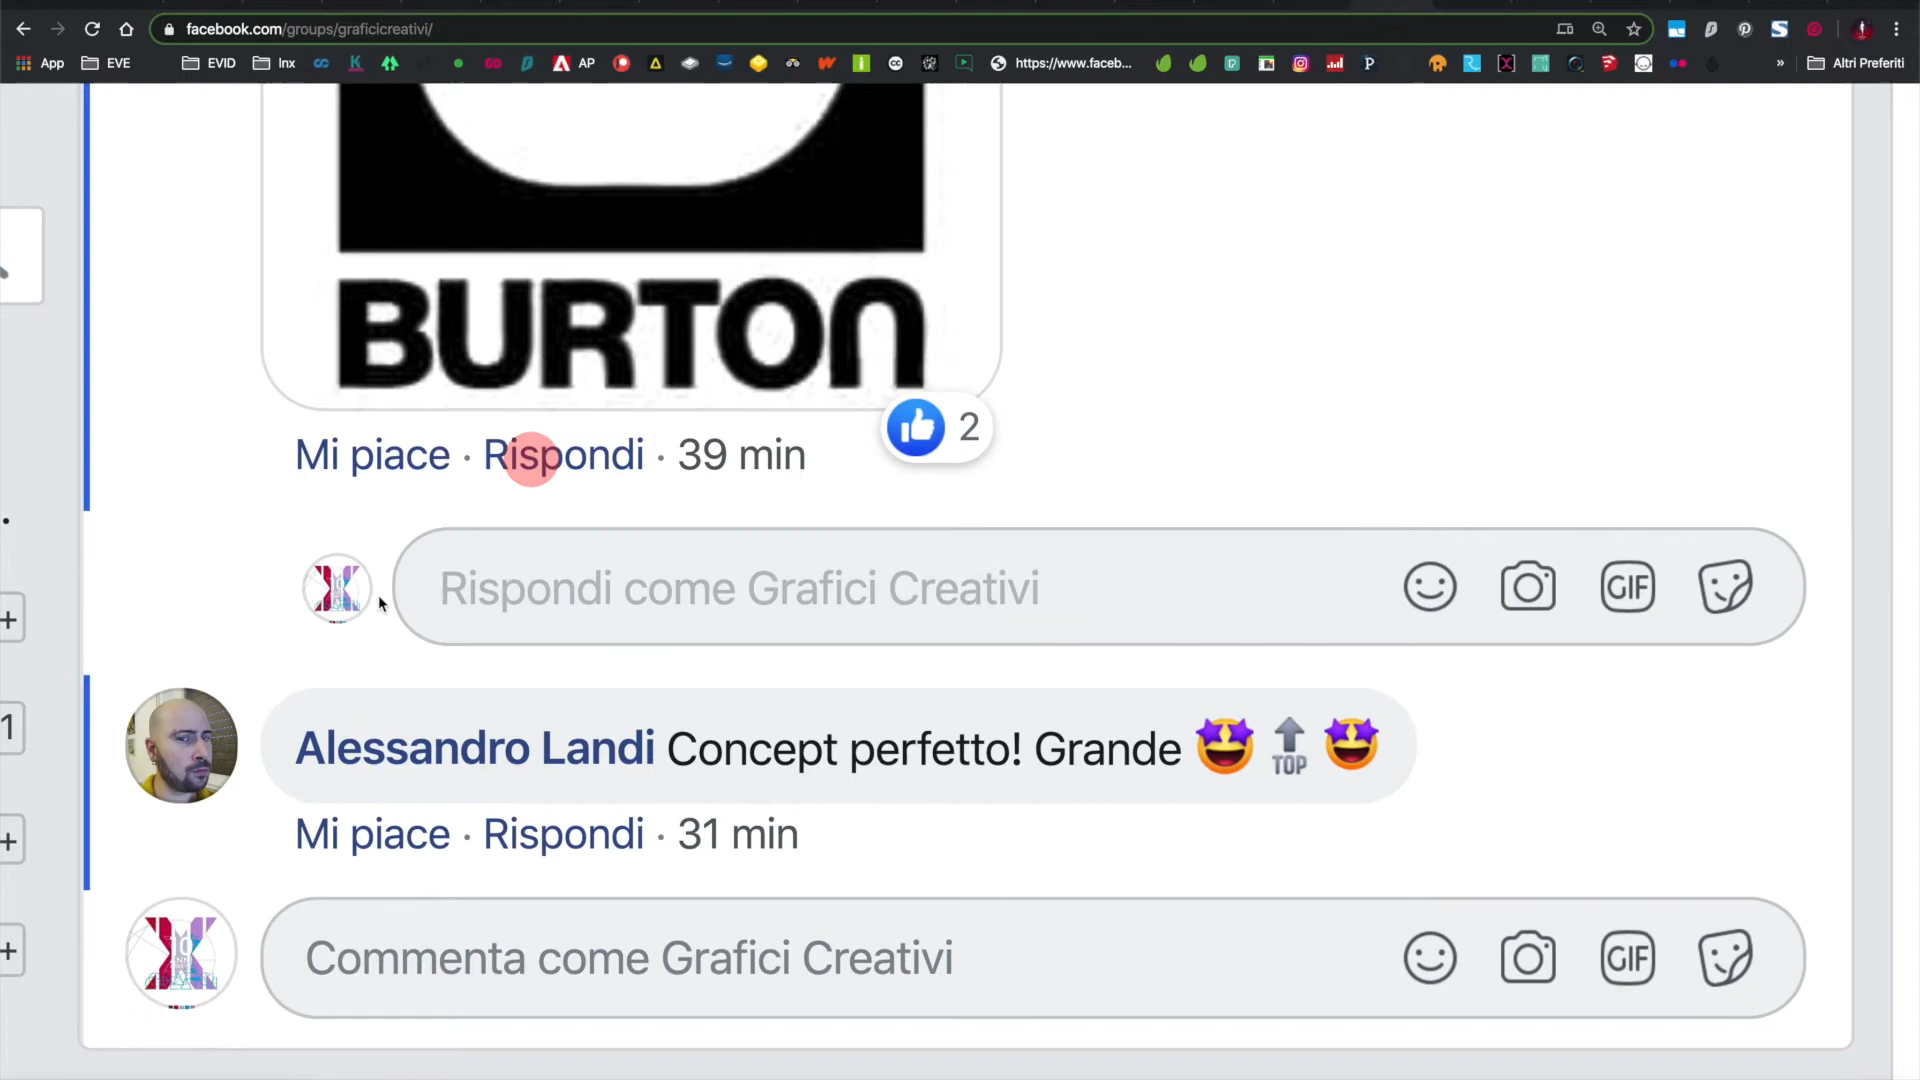 facebook.com/groups/graficicreativi/
App EVE EVID Inx AP https://www.faceb... » Altri Preferiti
BURTON
2
Mi piace · Rispondi · 39 min
Rispondi come Grafici Creativi GIF
1
Alessandro Landi Concept perfetto! Grande 🤩 🔝 🤩
Mi piace · Rispondi · 31 min
Commenta come Grafici Creativi GIF